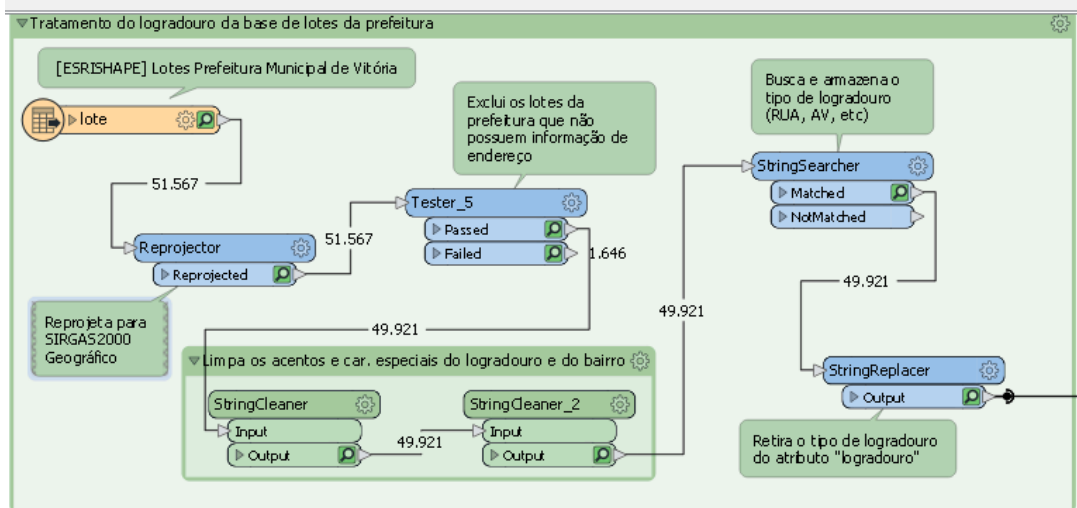 Tratamento do logradouro da base de lotes da prefeitura
[ESRISHAPE] Lotes Prefeitura Municipal de Vitória
lote
51.567
Reprojector
Reprojected
Reprojeta para
SIRGAS2000
Geográfico
51.567
Exclui os lotes da
prefeitura que não
possuem informação de
endereço
Tester_5
Passed
Failed
1.646
49.921
Limpa os acentos e car. especiais do logradouro e do bairro
StringCleaner
Input
Output
49.921
StringCleaner_2
Input
Output
49.921
Busca e armazena o
tipo de logradouro
(RUA, AV, etc)
StringSearcher
Matched
NotMatched
49.921
StringReplacer
Output
Retira o tipo de logradouro
do atributo "logradouro"